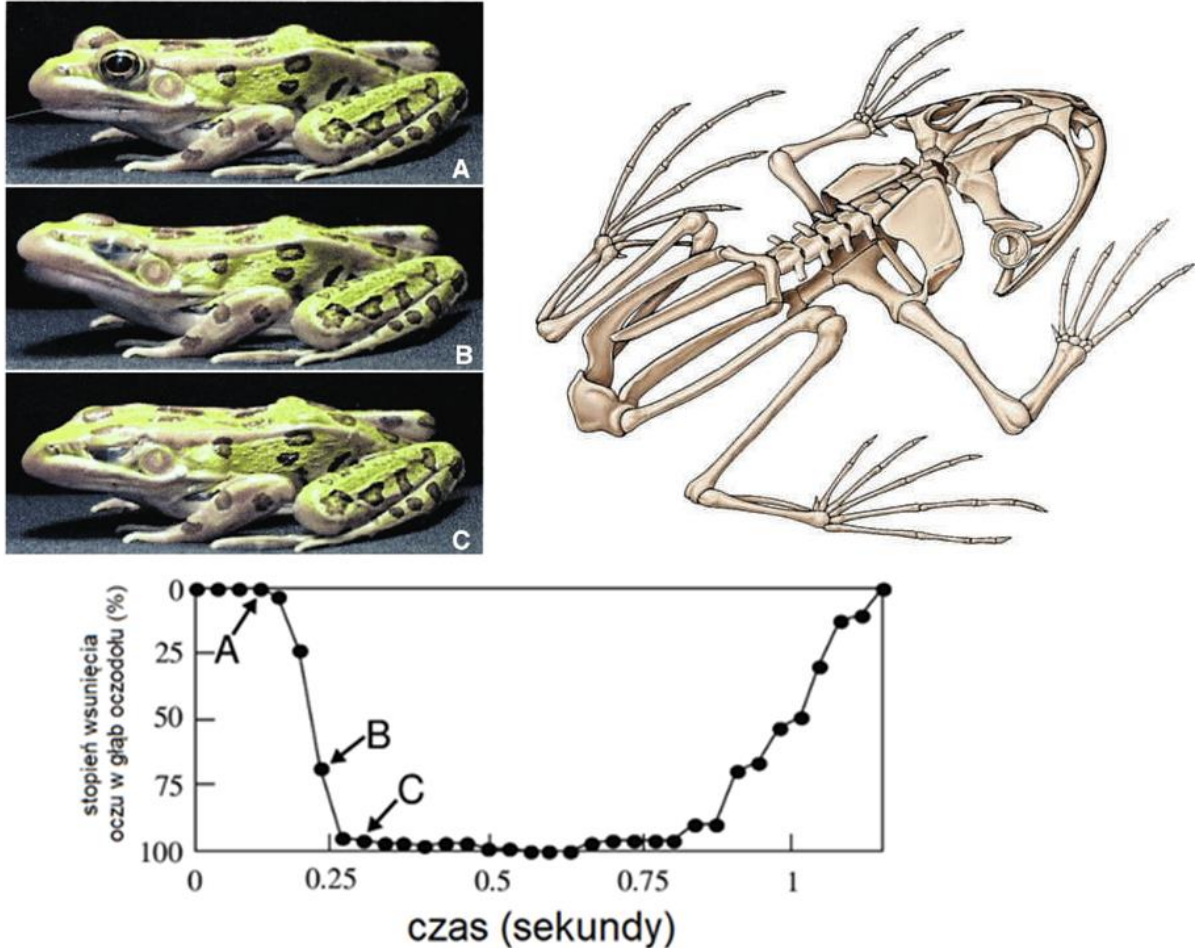 A
B
C
stopień wsunięcia
oczu w głąb oczodołu (%)
0
25
50
75
100
A
B
C
0
0.25
0.5
0.75
1
czas (sekundy)